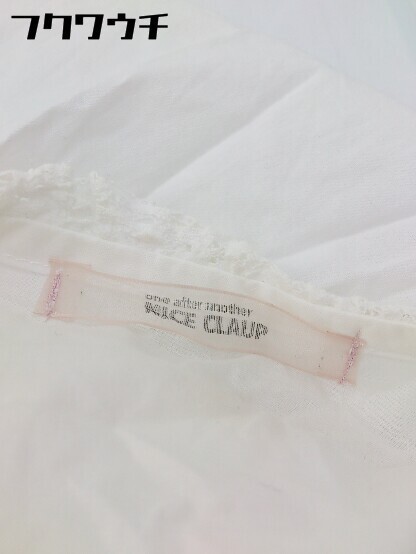 フクワウチ
one after another
NICE CLAUP